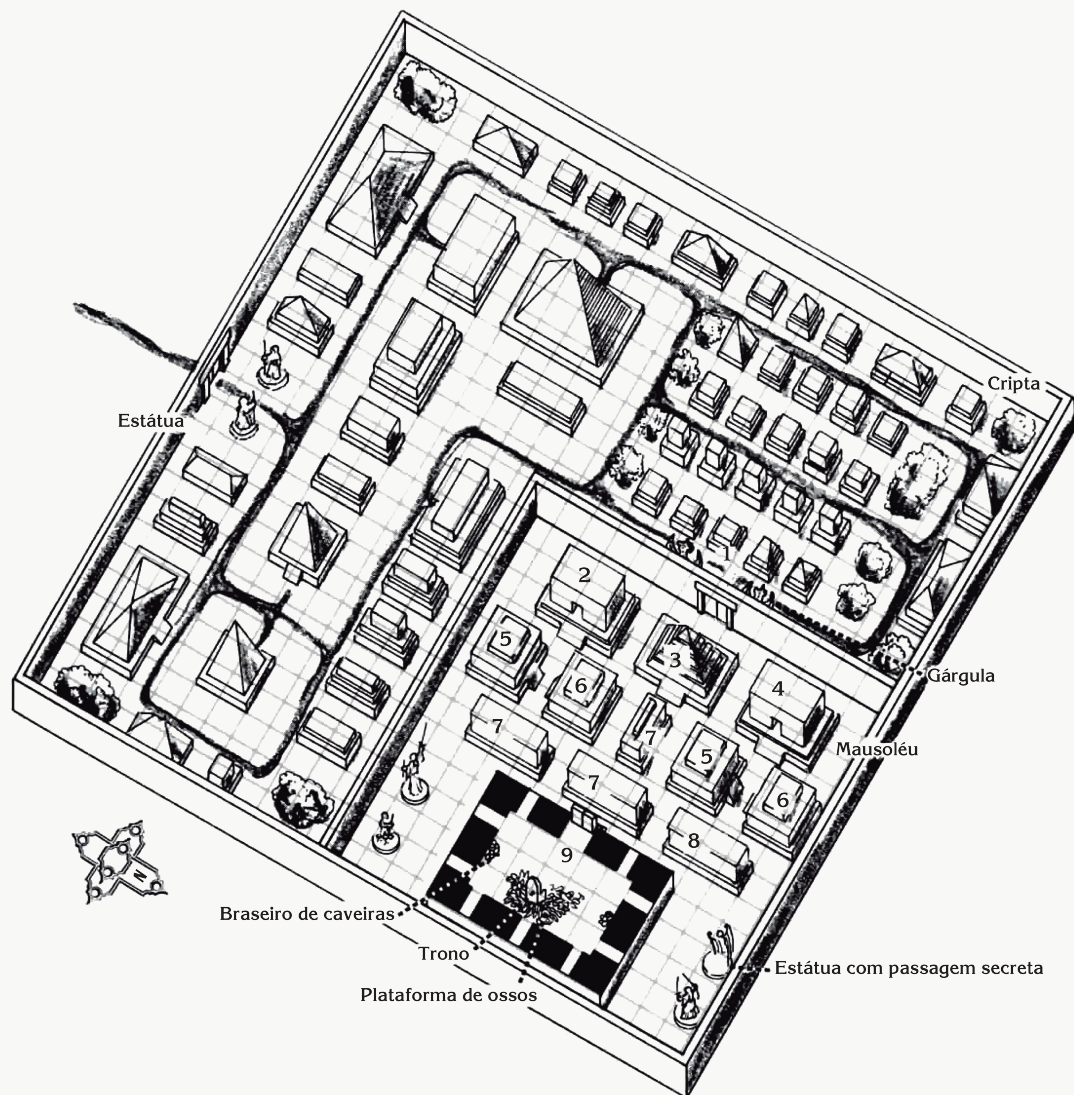 Cripta
Estátua
1
2
5
3
Gárgula
6
4
7
7
Mausoléu
5
7
6
8
9
N
Braseiro de caveiras
Trono
Estátua com passagem secreta
Plataforma de ossos